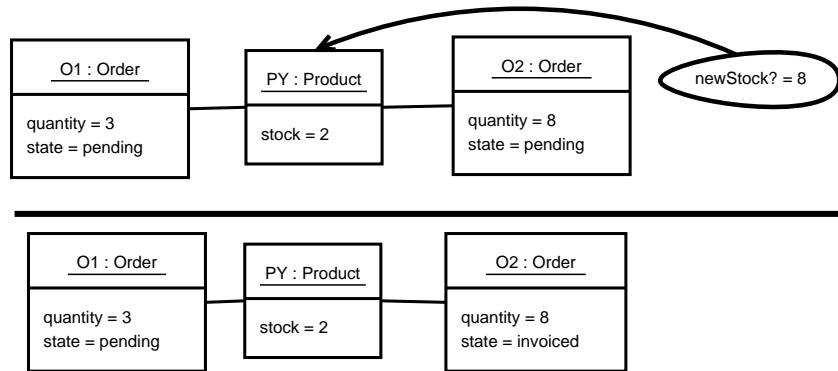 O1 : Order
quantity = 3
state = pending
PY : Product
stock = 2
O2 : Order
quantity = 8
state = pending
newStock? = 8
O1 : Order
quantity = 3
state = pending
PY : Product
stock = 2
O2 : Order
quantity = 8
state = invoiced